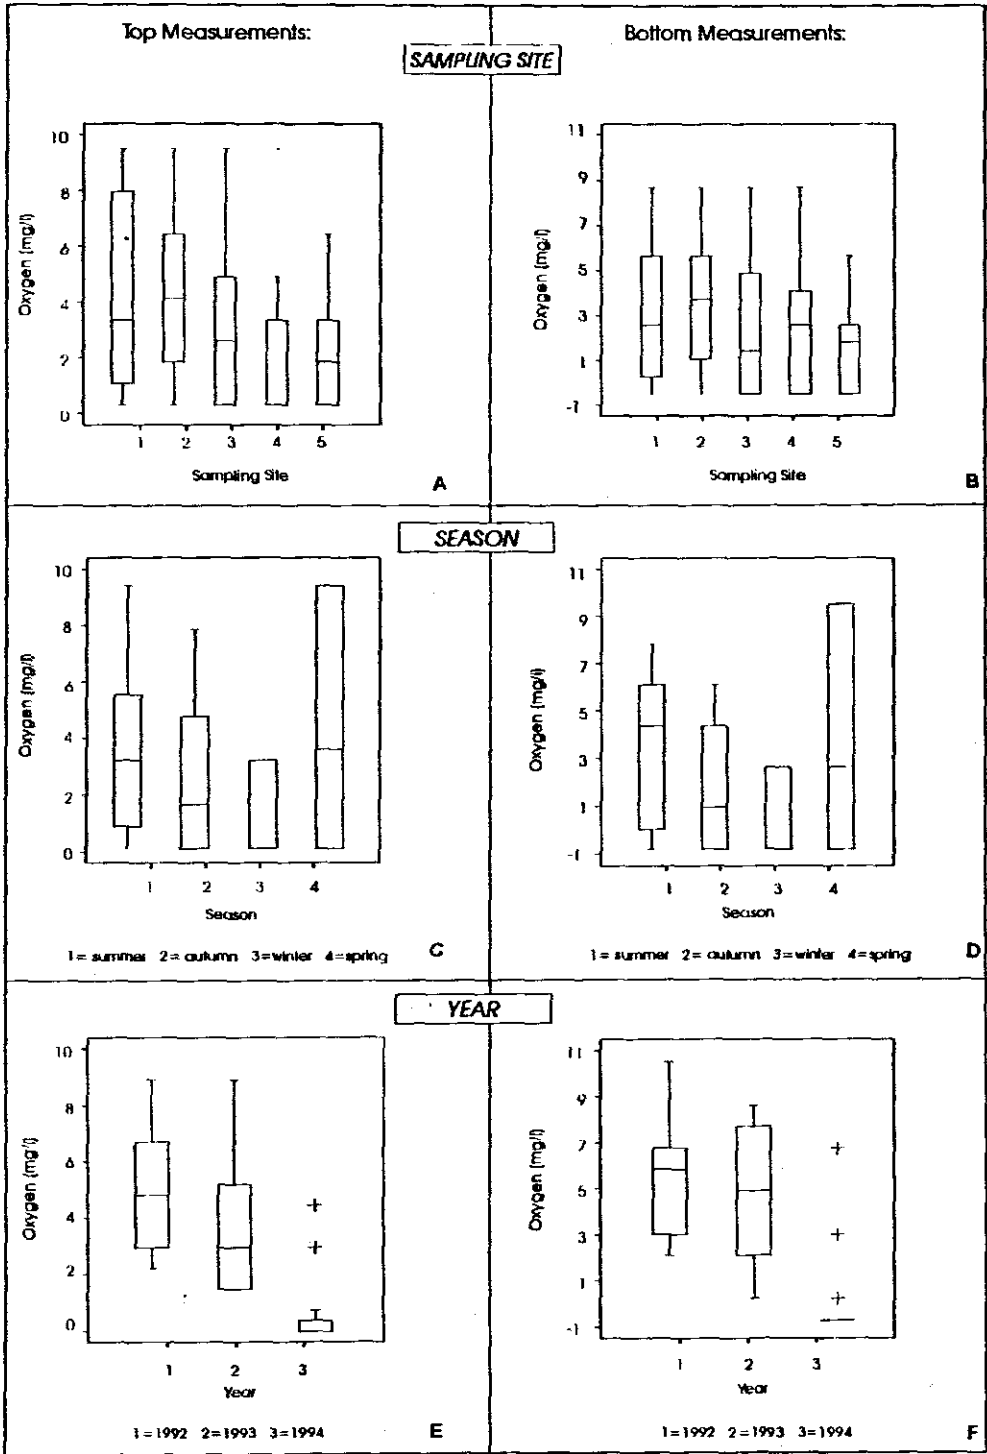 Top Measurements:
Bottom Measurements:
SAMPLING SITE
10
8
6
4
2
0
Oxygen (mg/l)
1 2 3 4 5
Sampling Site
A
11
9
7
5
3
1
-1
Oxygen (mg/l)
1 2 3 4 5
Sampling Site
B
SEASON
10
8
6
4
2
0
Oxygen (mg/l)
1 2 3 4
Season
1= summer 2= autumn 3=winter 4=spring
C
11
9
7
5
3
1
-1
Oxygen (mg/l)
1 2 3 4
Season
1= summer 2= autumn 3=winter 4=spring
D
YEAR
10
8
6
4
2
0
Oxygen (mg/l)
1 2 3
Year
1=1992 2=1993 3=1994
E
11
9
7
5
3
1
-1
Oxygen (mg/l)
1 2 3
Year
1=1992 2=1993 3=1994
F